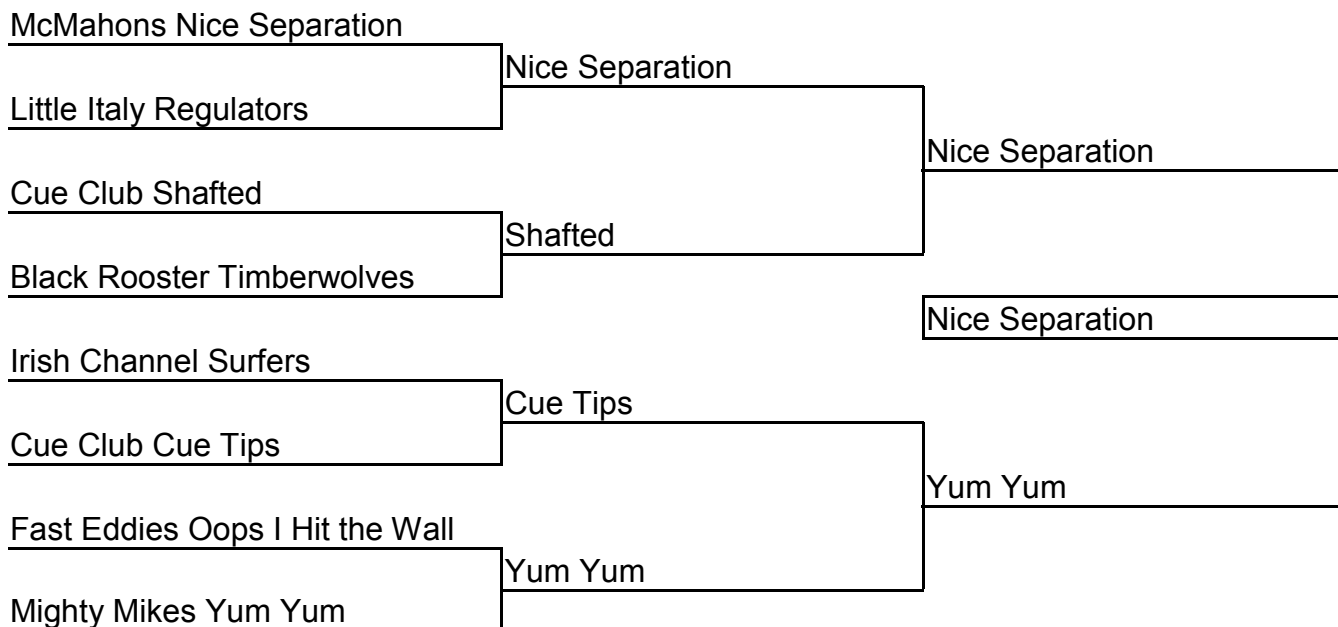 McMahons Nice Separation
Nice Separation
Little Italy Regulators
Nice Separation
Cue Club Shafted
Shafted
Black Rooster Timberwolves
Nice Separation
Irish Channel Surfers
Cue Tips
Cue Club Cue Tips
Yum Yum
Fast Eddies Oops I Hit the Wall
Yum Yum
Mighty Mikes Yum Yum